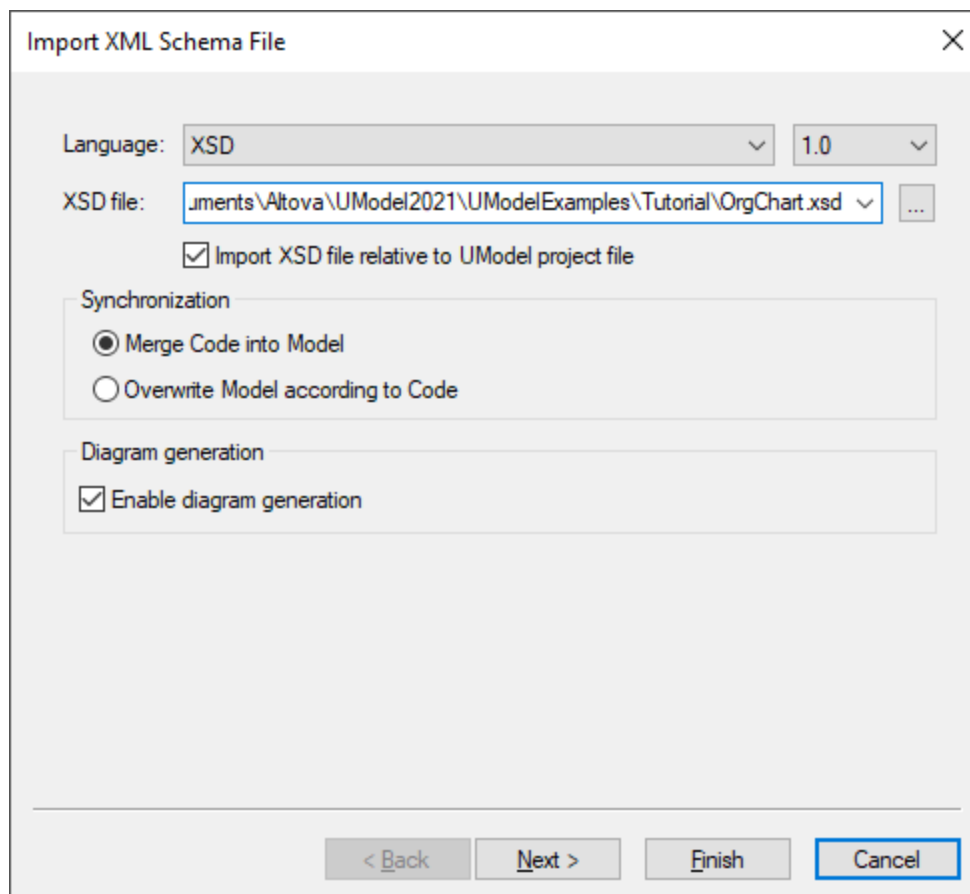 Import XML Schema File
Language: XSD 1.0
XSD file: uments\Altova\UModel2021\UModelExamples\Tutorial\OrgChart.xsd ...
Import XSD file relative to UModel project file
Synchronization
Merge Code into Model
Overwrite Model according to Code
Diagram generation
Enable diagram generation
< Back Next > Finish Cancel